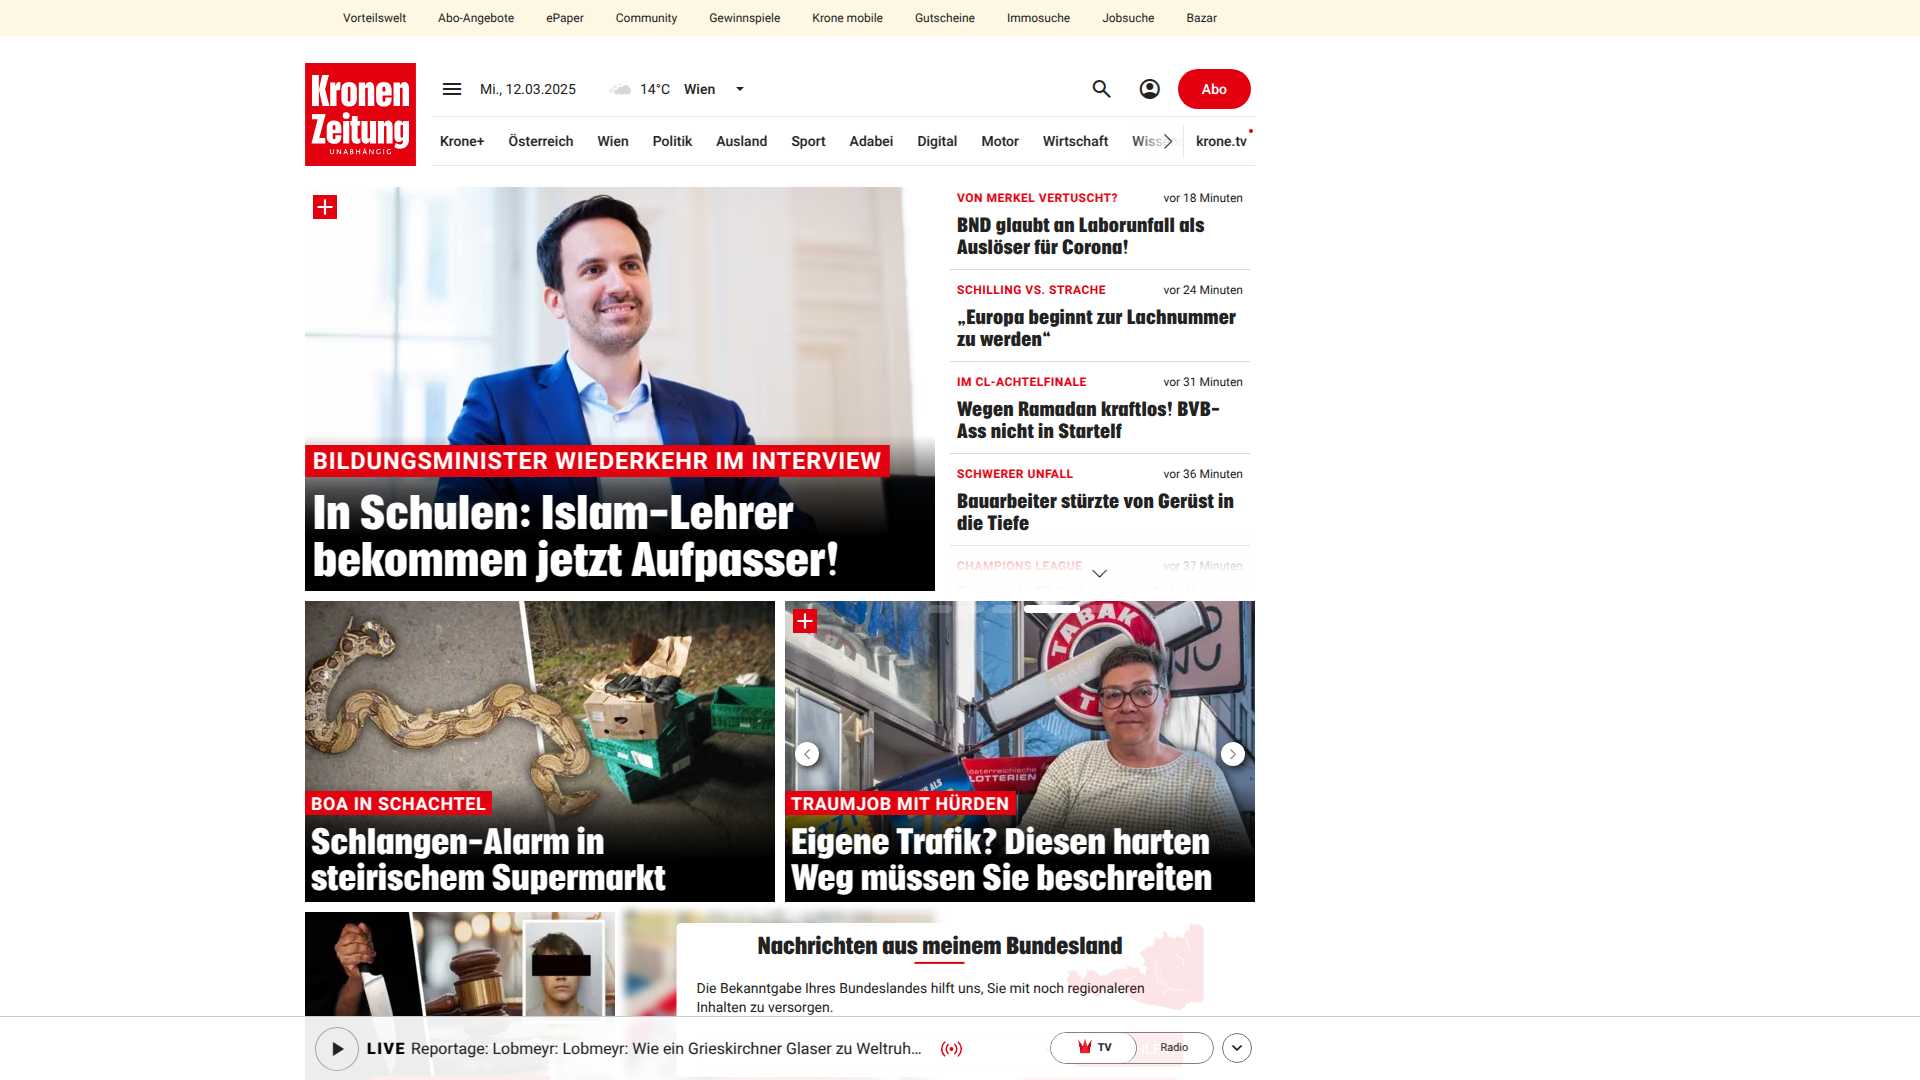 Vorteilswelt Abo-Angebote ePaper Community Gewinnspiele Krone mobile Gutscheine Immosuche Jobsuche Bazar
Kronen
Zeitung
UNABHÄNGIG
Mi., 12.03.2025 14°C Wien Abo
Krone+ Österreich Wien Politik Ausland Sport Adabei Digital Motor Wirtschaft krone.tv
BILDUNGSMINISTER WIEDERKEHR IM INTERVIEW
In Schulen: Islam-Lehrer
bekommen jetzt Aufpasser!
VON MERKEL VERTUSCHT? vor 18 Minuten
BND glaubt an Laborunfall als
Auslöser für Corona!
SCHILLING VS. STRACHE vor 24 Minuten
„Europa beginnt zur Lachnummer
zu werden“
IM CL-ACHTELFINALE vor 31 Minuten
Wegen Ramadan kraftlos! BVB-
Ass nicht in Startelf
SCHWERER UNFALL vor 36 Minuten
Bauarbeiter stürzte von Gerüst in
die Tiefe
CHAMPIONS LEAGUE vor 37 Minuten
BOA IN SCHACHTEL
Schlangen-Alarm in
steirischem Supermarkt
TABAK
österreichische
LOTTERIEN
TRAUMJOB MIT HÜRDEN
Eigene Trafik? Diesen harten
Weg müssen Sie beschreiten
Nachrichten aus meinem Bundesland
Die Bekanntgabe Ihres Bundeslandes hilft uns, Sie mit noch regionaleren
Inhalten zu versorgen.
LIVE Reportage: Lobmeyr: Lobmeyr: Wie ein Grieskirchner Glaser zu Weltruh...
TV Radio